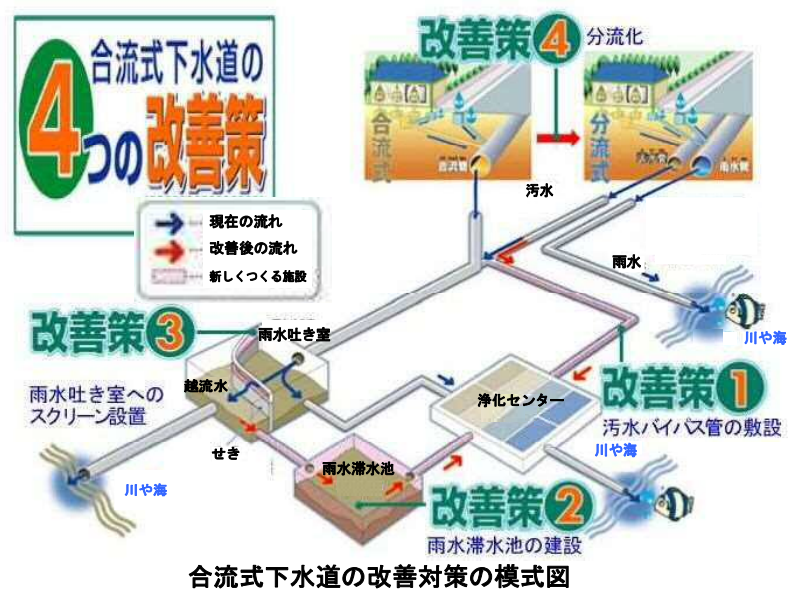 合流式下水道の
4つの改善策
改善策4 分流化
合流式
合流管
分流式
雨水管
汚水
現在の流れ
改善後の流れ
新しくつくる施設
雨水
川や海
改善策3
雨水吐き室
雨水吐き室への
スクリーン設置
越流水
せき
浄化センター
改善策1
汚水バイパス管の敷設
川や海
川や海
雨水滞水池
改善策2
雨水滞水池の建設
合流式下水道の改善対策の模式図